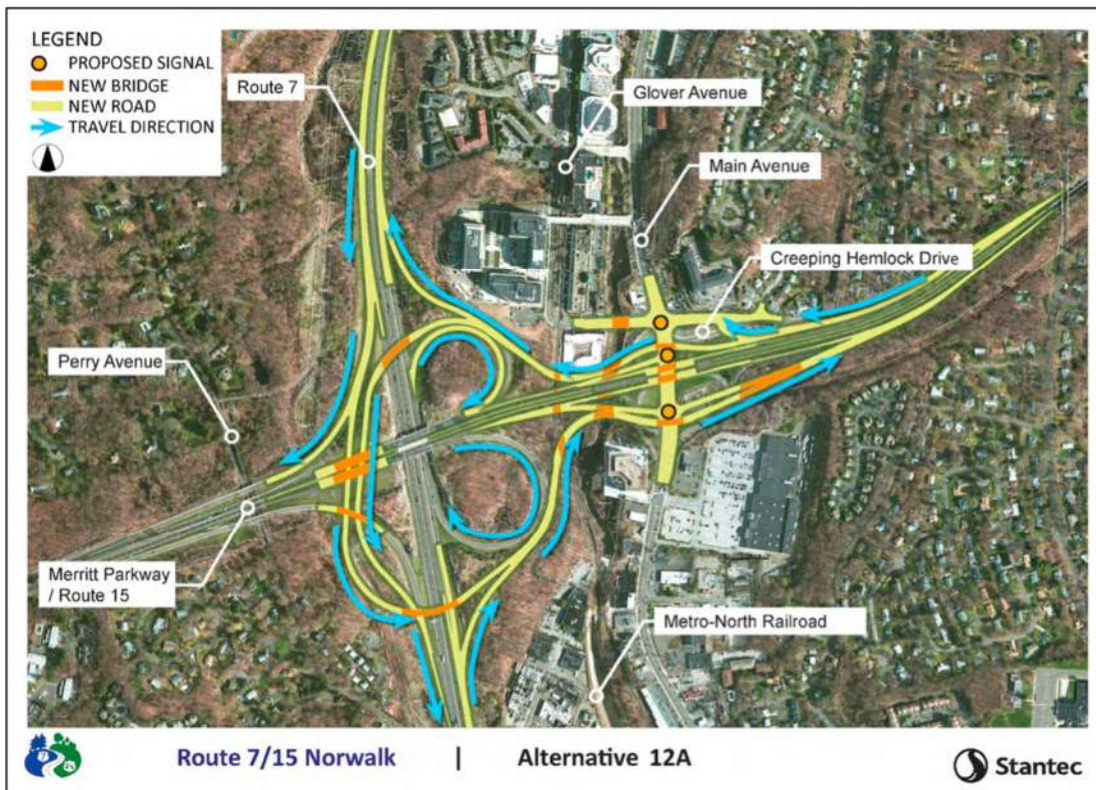 LEGEND
PROPOSED SIGNAL
NEW BRIDGE
NEW ROAD
TRAVEL DIRECTION
Route 7
Glover Avenue
Main Avenue
Creeping Hemlock Drive
Perry Avenue
Merritt Parkway
/ Route 15
Metro-North Railroad
Route 7/15 Norwalk | Alternative 12A
Stantec